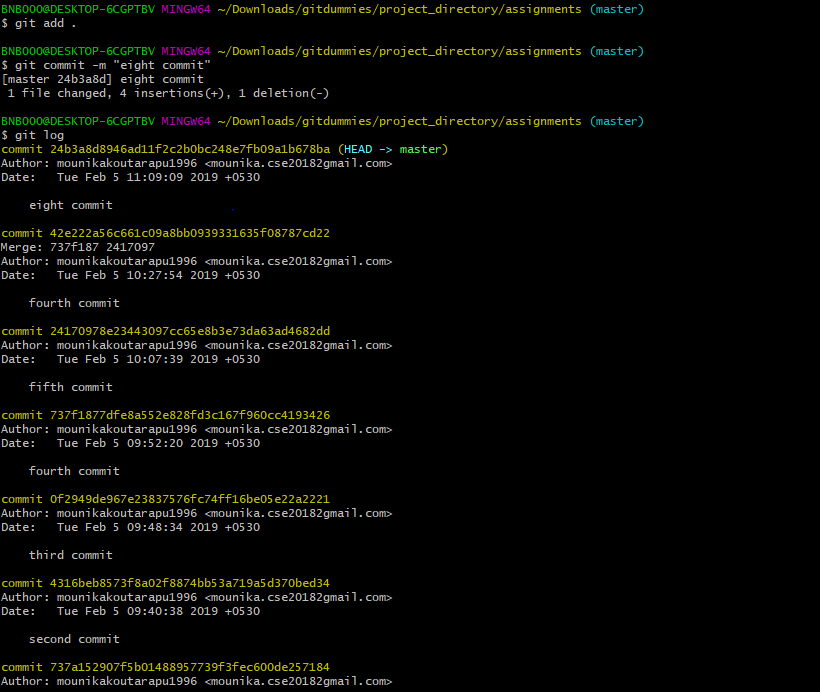 BNBOOO@DESKTOP-6CGPTBV MINGW64 ~/Downloads/gitdummies/project_directory/assignments (master)
$ git add .
BNBOOO@DESKTOP-6CGPTBV MINGW64 ~/Downloads/gitdummies/project_directory/assignments (master)
$ git commit -m "eight commit"
[master 24b3a8d] eight commit
 1 file changed, 4 insertions(+), 1 deletion(-)
BNBOOO@DESKTOP-6CGPTBV MINGW64 ~/Downloads/gitdummies/project_directory/assignments (master)
$ git log
commit 24b3a8d8946ad11f2c2b0bc248e7fb09a1b678ba (HEAD -> master)
Author: mounikakoutarapu1996 <mounika.cse20182gmail.com>
Date:   Tue Feb 5 11:09:09 2019 +0530
    eight commit
commit 42e222a56c661c09a8bb0939331635f08787cd22
Merge: 737f187 2417097
Author: mounikakoutarapu1996 <mounika.cse20182gmail.com>
Date:   Tue Feb 5 10:27:54 2019 +0530
    fourth commit
commit 24170978e23443097cc65e8b3e73da63ad4682dd
Author: mounikakoutarapu1996 <mounika.cse20182gmail.com>
Date:   Tue Feb 5 10:07:39 2019 +0530
    fifth commit
commit 737f1877dfe8a552e828fd3c167f960cc4193426
Author: mounikakoutarapu1996 <mounika.cse20182gmail.com>
Date:   Tue Feb 5 09:52:20 2019 +0530
    fourth commit
commit 0f2949de967e23837576fc74ff16be05e22a2221
Author: mounikakoutarapu1996 <mounika.cse20182gmail.com>
Date:   Tue Feb 5 09:48:34 2019 +0530
    third commit
commit 4316beb8573f8a02f8874bb53a719a5d370bed34
Author: mounikakoutarapu1996 <mounika.cse20182gmail.com>
Date:   Tue Feb 5 09:40:38 2019 +0530
    second commit
commit 737a152907f5b01488957739f3fec600de257184
Author: mounikakoutarapu1996 <mounika.cse20182gmail.com>